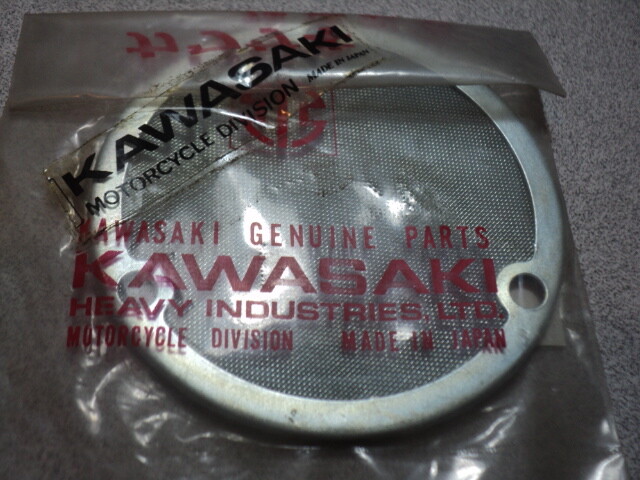 KAWASAKI
MOTORCYCLE DIVISION MADE IN JAPAN
KAWASAKI GENUINE PARTS
KAWASAKI
HEAVY INDUSTRIES, LTD.
MOTORCYCLE DIVISION MADE IN JAPAN